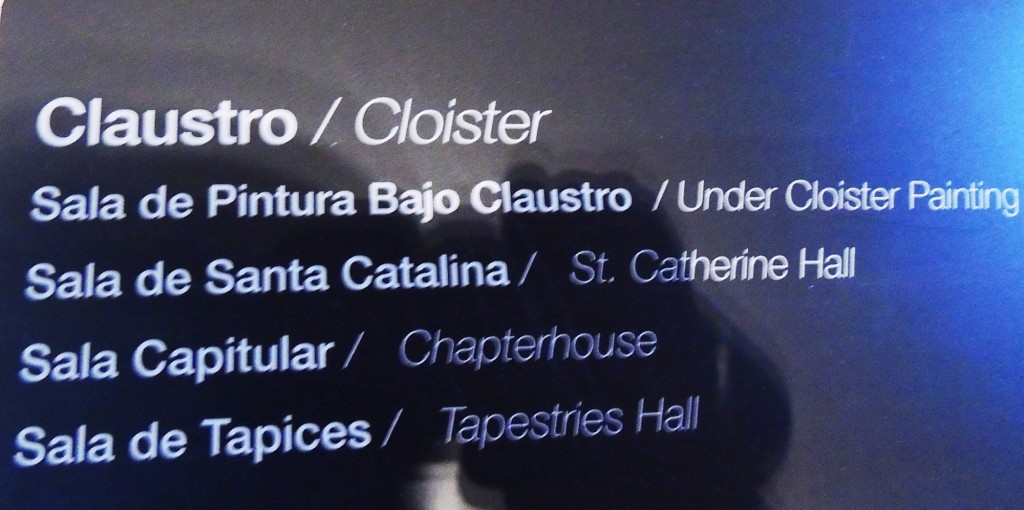 Claustro / Cloister
Sala de Pintura Bajo Claustro / Under Cloister Painting
Sala de Santa Catalina / St. Catherine Hall
Sala Capitular / Chapterhouse
Sala de Tapices / Tapestries Hall